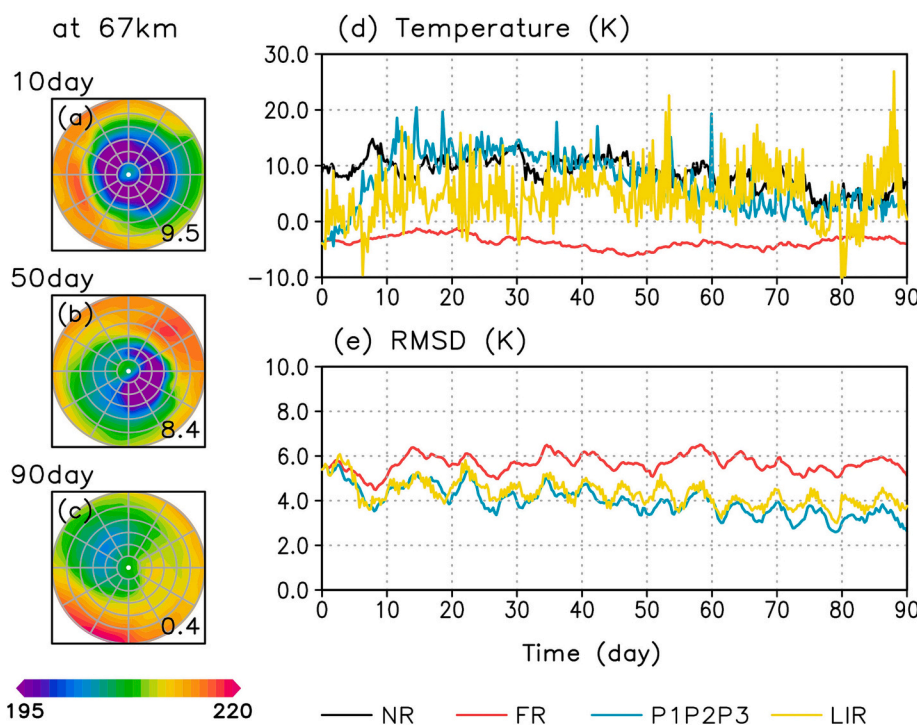 at 67km
10day
(a)
9.5
50day
(b)
8.4
90day
(c)
0.4
195 220
(d) Temperature (K)
30.0
20.0
10.0
0.0
−10.0
0 10 20 30 40 50 60 70 80 90
(e) RMSD (K)
10.0
8.0
6.0
4.0
2.0
0.0
0 10 20 30 40 50 60 70 80 90
Time (day)
NR FR P1P2P3 LIR